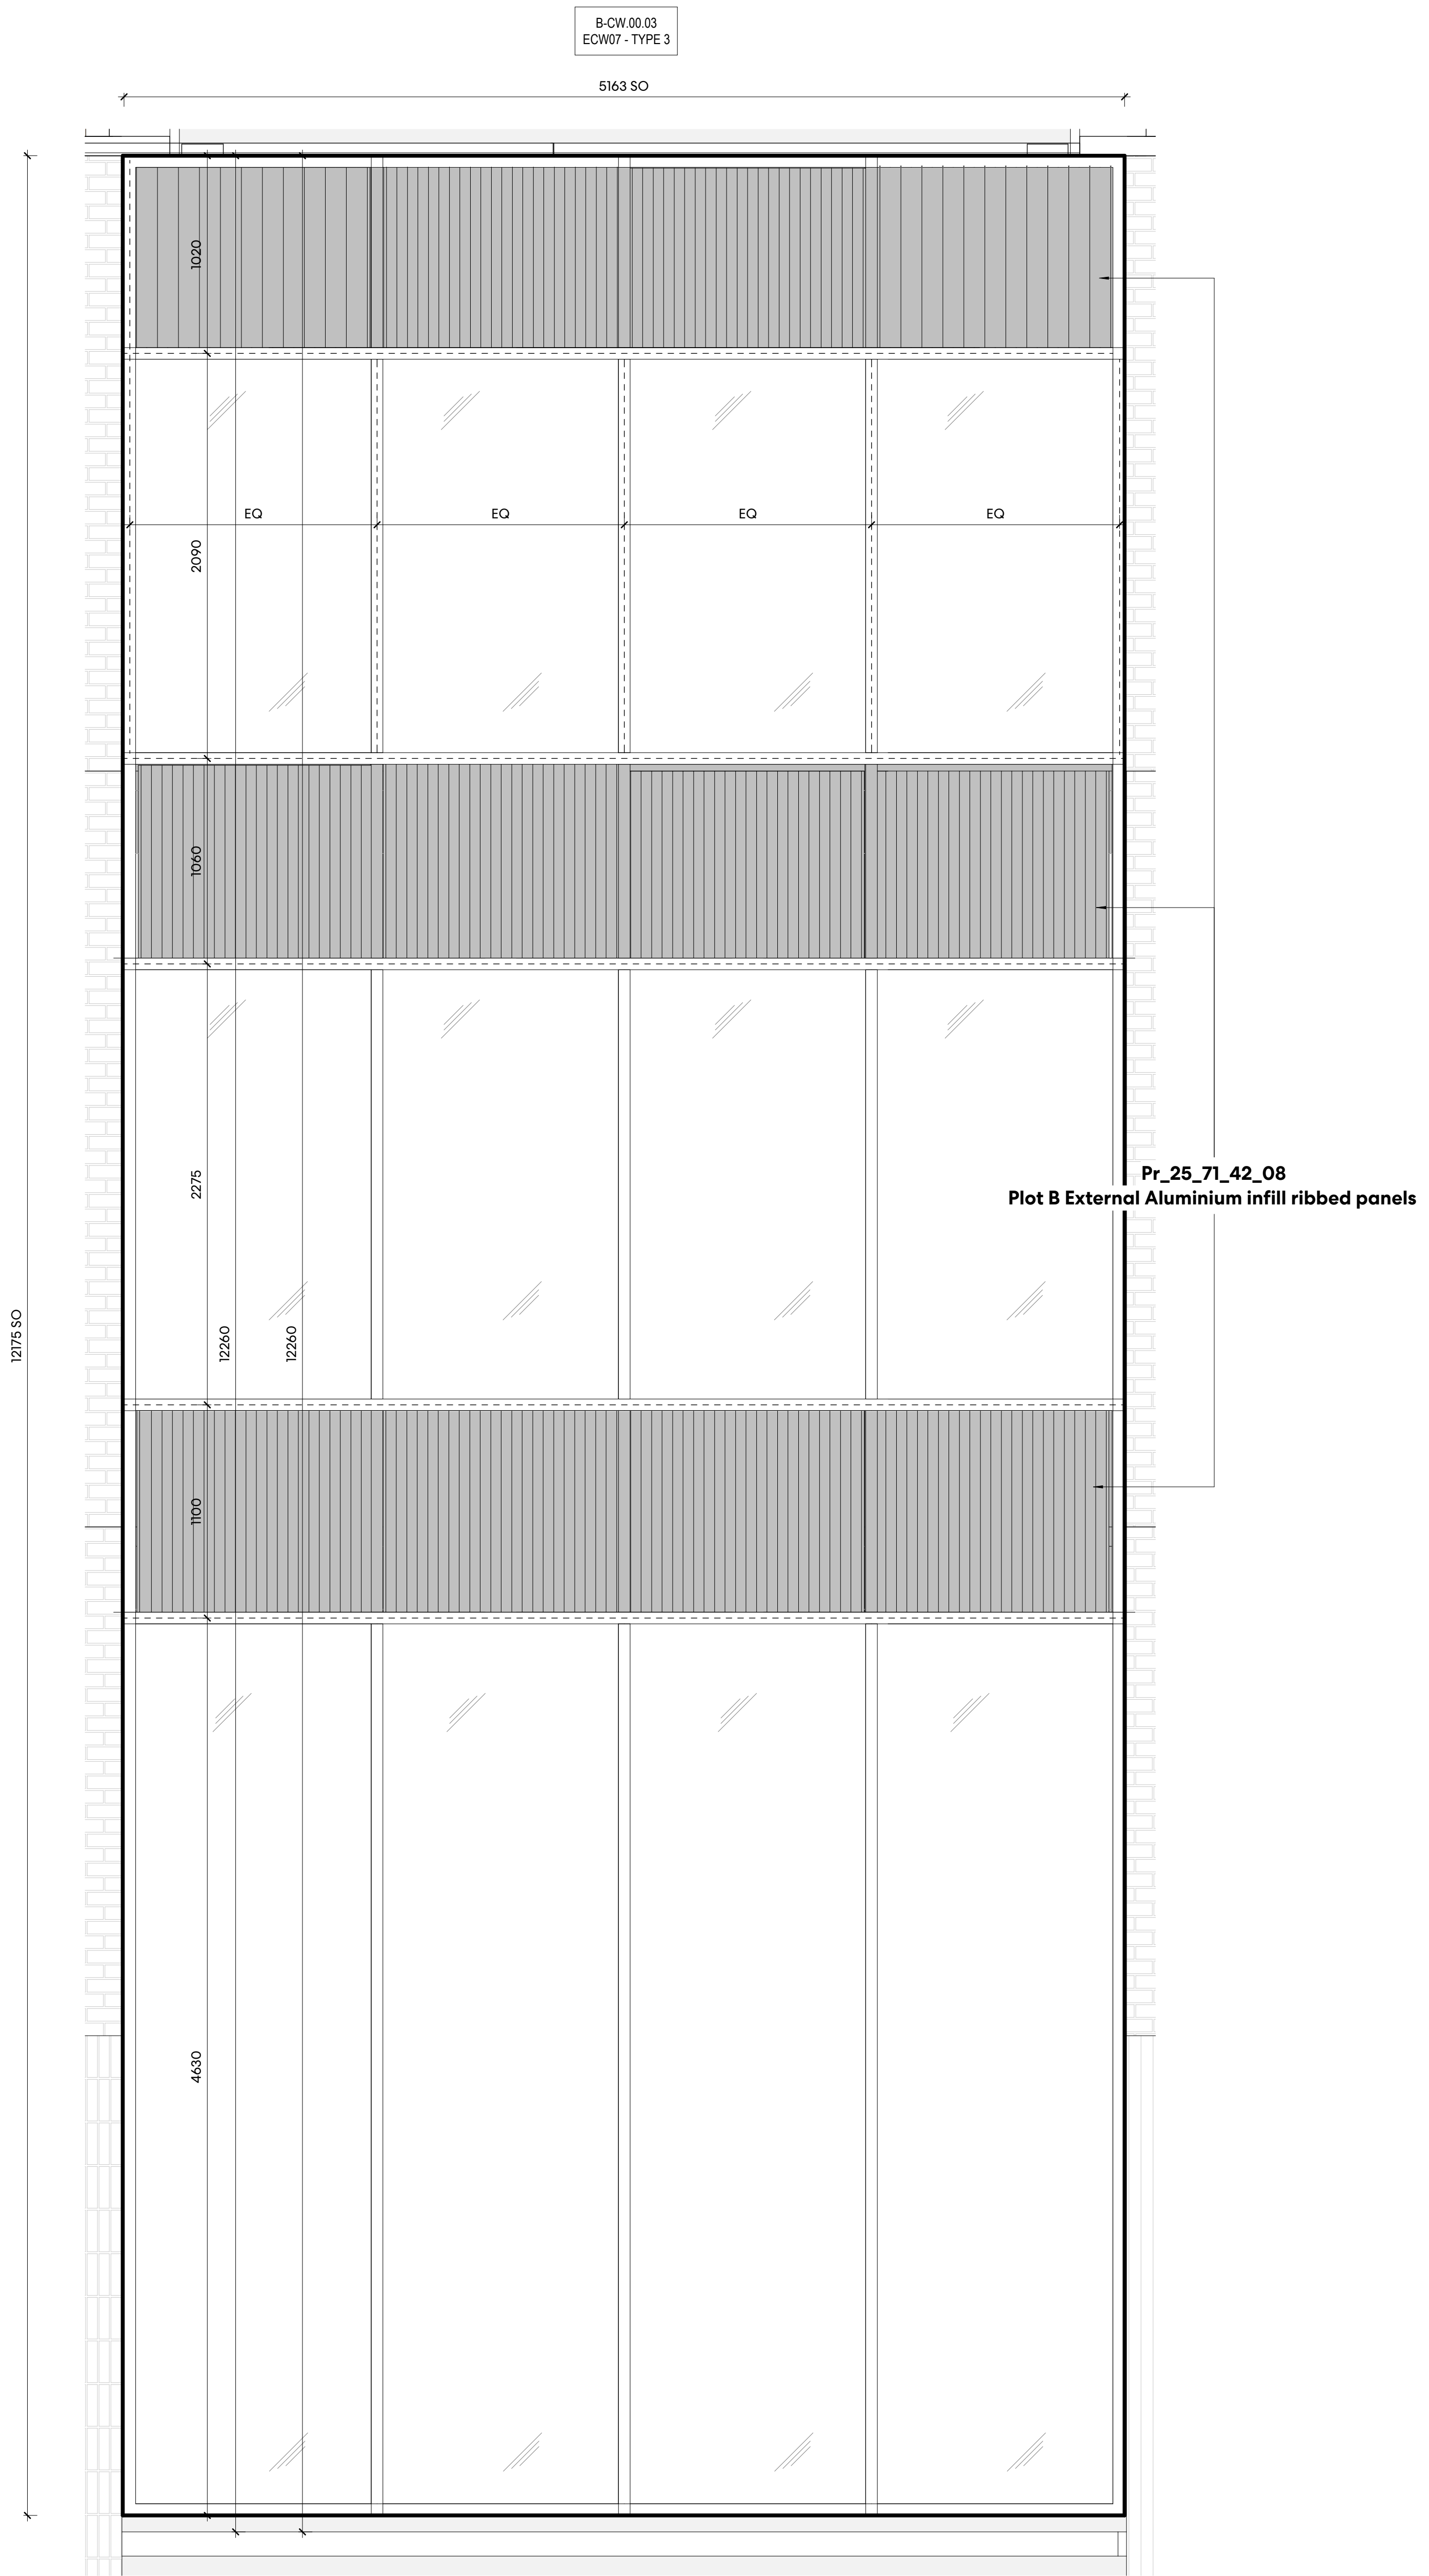 B-CW.00.03
ECW07 - TYPE 3
5163 SO
1020
EQ
EQ
EQ
EQ
2090
1060
2275
Pr_25_71_42_08
Plot B External Aluminium infill ribbed panels
12175 SO
12260
12260
1100
4630